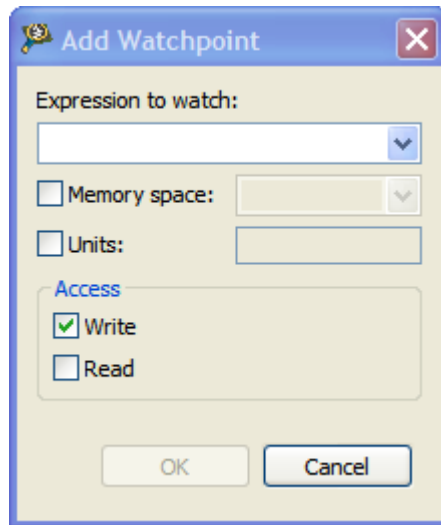 Add Watchpoint
Expression to watch:
Memory space:
Units:
Access
Write
Read
OK Cancel